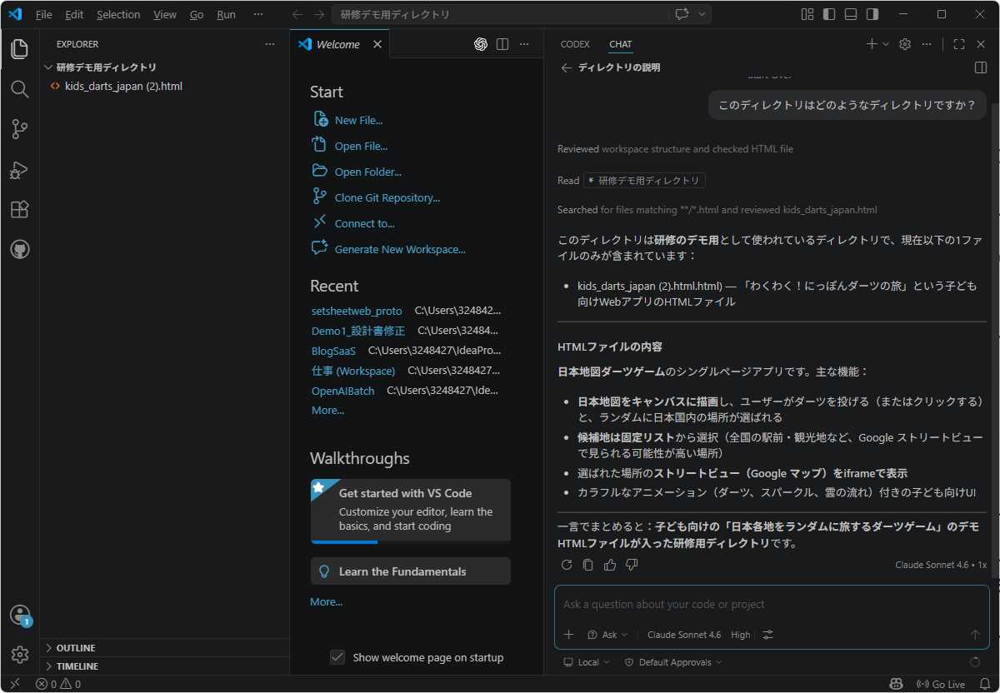 File Edit Selection View Go Run ···
研修デモ用ディレクトリ
EXPLORER ···
研修デモ用ディレクトリ
<> kids_darts_japan (2).html
OUTLINE
TIMELINE
Welcome
Start
New File...
Open File...
Open Folder...
Clone Git Repository...
Connect to...
Generate New Workspace...
Recent
setsheetweb_proto C:\Users\324842...
Demo1_設計書修正 C:\Users\32484...
BlogSaaS C:\Users\3248427\IdeaPro...
仕事 (Workspace) C:\Users\3248427...
OpenAIBatch C:\Users\3248427\Ide...
More...
Walkthroughs
Get started with VS Code
Customize your editor, learn the
basics, and start coding
Learn the Fundamentals
More...
Show welcome page on startup
CODEX CHAT
ディレクトリの説明
Start Over
このディレクトリはどのようなディレクトリですか？
Reviewed workspace structure and checked HTML file
Read 研修デモ用ディレクトリ
Searched for files matching **/*.html and reviewed kids_darts_japan.html
このディレクトリは研修のデモ用として使われているディレクトリで、現在以下の1ファ
イルのみが含まれています：
• kids_darts_japan (2).html.html) — 「わくわく！にっぽんダーツの旅」という子ども
向けWebアプリのHTMLファイル
HTMLファイルの内容
日本地図ダーツゲームのシングルページアプリです。主な機能：
• 日本地図をキャンバスに描画し、ユーザーがダーツを投げる（またはクリックする）
と、ランダムに日本国内の場所が選ばれる
• 候補地は固定リストから選択（全国の駅前・観光地など、Google ストリートビュー
で見られる可能性が高い場所）
• 選ばれた場所のストリートビュー（Google マップ）をiframeで表示
• カラフルなアニメーション（ダーツ、スパークル、雲の流れ）付きの子ども向けUI
一言でまとめると：子ども向けの「日本各地をランダムに旅するダーツゲーム」のデモ
HTMLファイルが入った研修用ディレクトリです。
Claude Sonnet 4.6 • 1x
Ask a question about your code or project
Ask Claude Sonnet 4.6 High
Local Default Approvals
1
0 0
Go Live